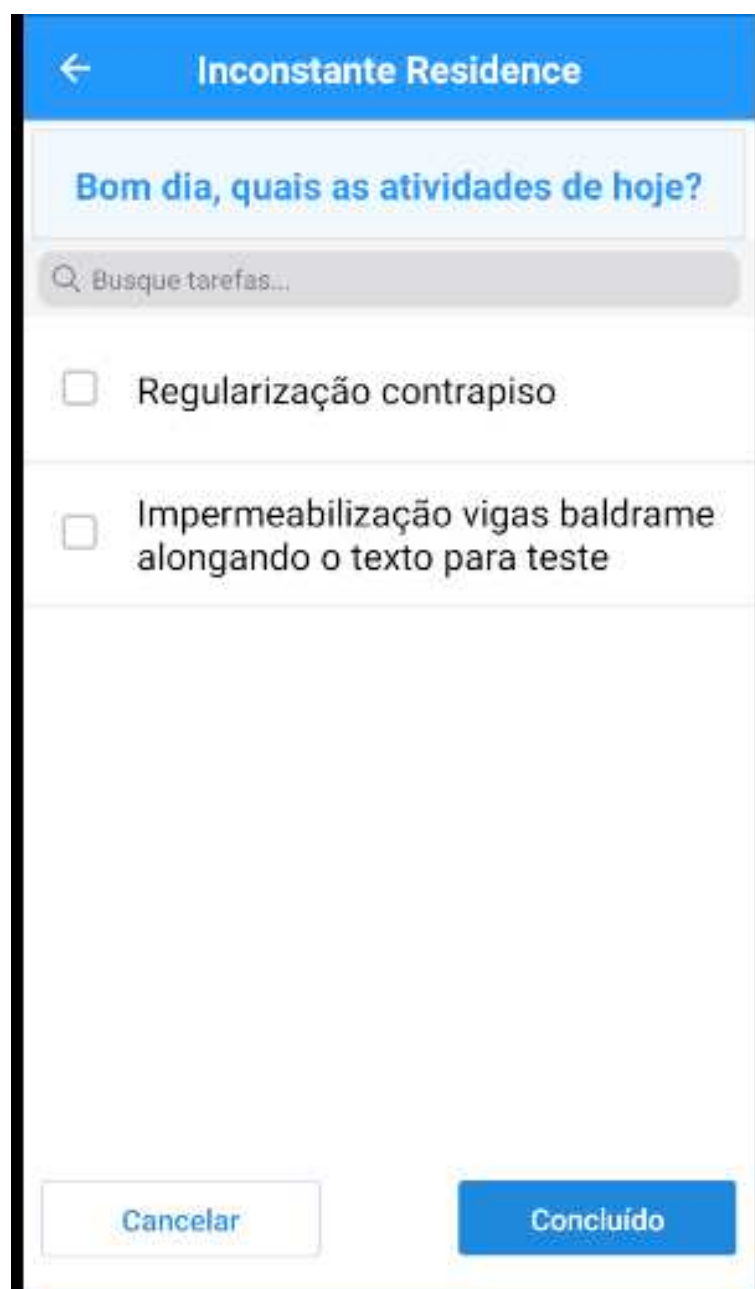 Inconstante Residence
Bom dia, quais as atividades de hoje?
Busque tarefas...
Regularização contrapiso
Impermeabilização vigas baldrame
alongando o texto para teste
Cancelar
Concluído